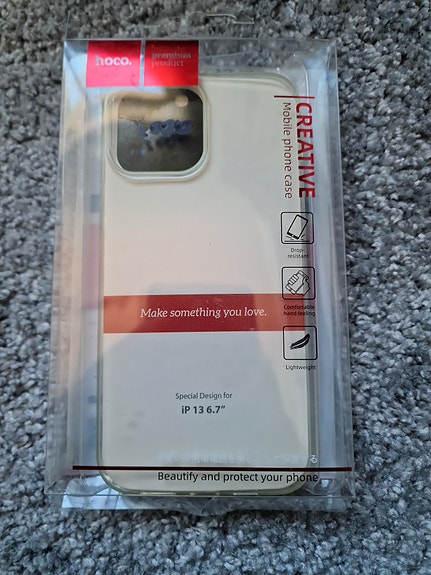 hoco.
premium
product
CREATIVE
Mobile phone case
Drop-
resistant
Comfortable
hand feeling
Lightweight
Make something you love.
Special Design for
iP 13 6.7″
Beautify and protect your phone